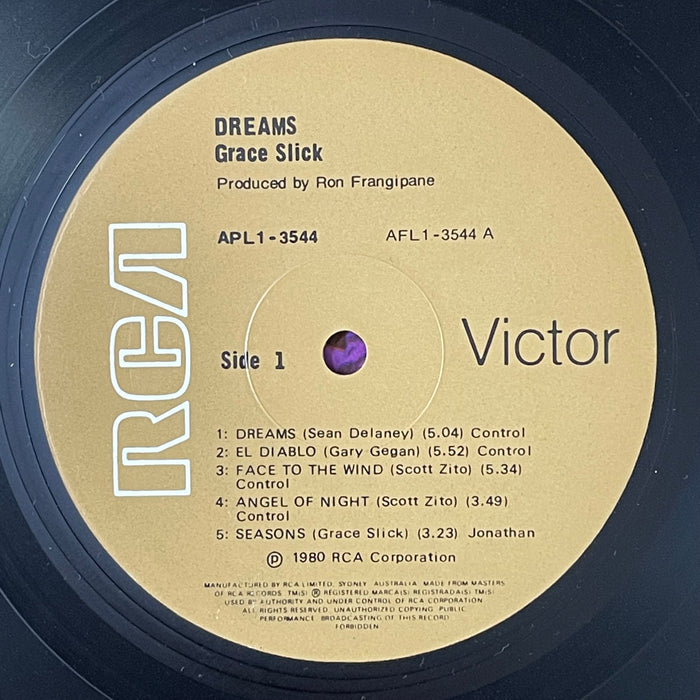 DREAMS
Grace Slick
Produced by Ron Frangipane
APL1-3544 AFL1-3544 A
RCA
Side 1
Victor
1: DREAMS (Sean Delaney) (5.04) Control
2: EL DIABLO (Gary Gegan) (5.52) Control
3: FACE TO THE WIND (Scott Zito) (5.34)
Control
4: ANGEL OF NIGHT (Scott Zito) (3.49)
Control
5: SEASONS (Grace Slick) (3.23) Jonathan
Ⓟ 1980 RCA Corporation
MANUFACTURED BY RCA LIMITED, SYDNEY, AUSTRALIA. MADE FROM MASTERS
OF RCA RECORDS. TM(S) ® REGISTERED MARCA(S) REGISTRADA(S) TM(S)
USED BY AUTHORITY AND UNDER CONTROL OF RCA CORPORATION
ALL RIGHTS RESERVED. UNAUTHORIZED COPYING PUBLIC
PERFORMANCE BROADCASTING OF THIS RECORD
FORBIDDEN